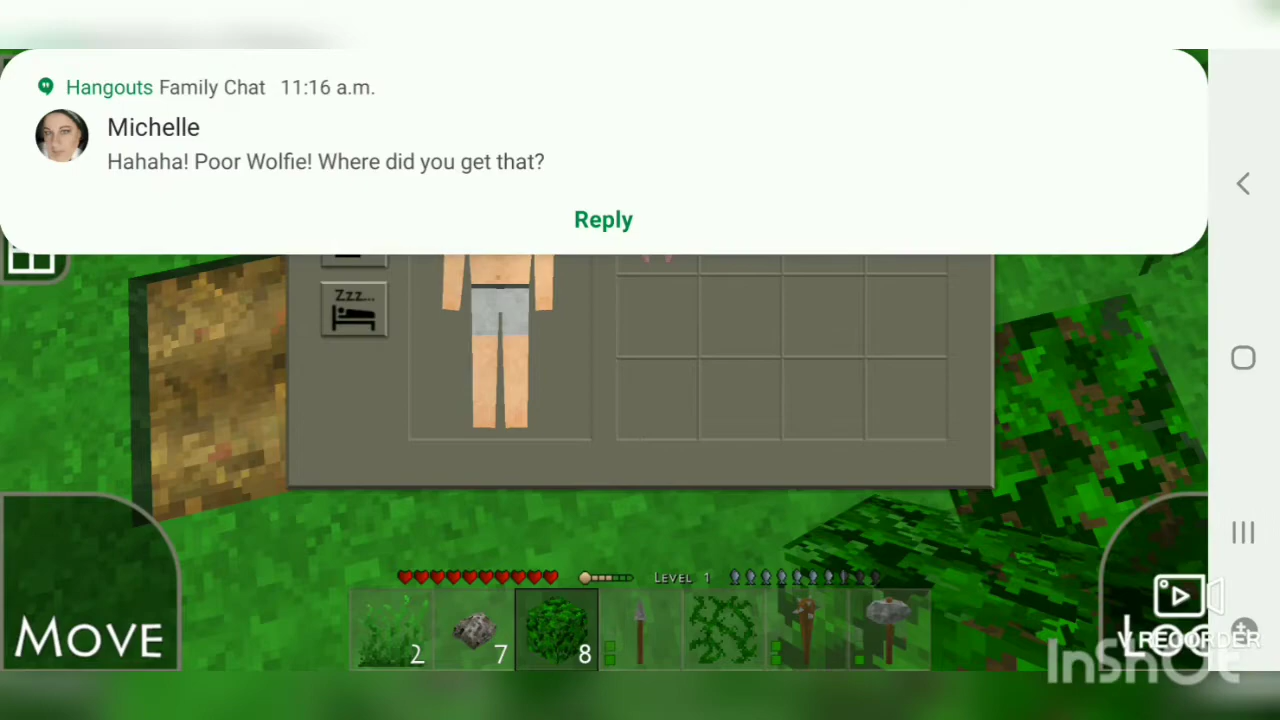 Hangouts Family Chat 11:16 a.m.
Michelle
Hahaha! Poor Wolfie! Where did you get that?
Reply
Zzz...
LEVEL 1
MOVE
2
7
8
V RECORDER
InShOt